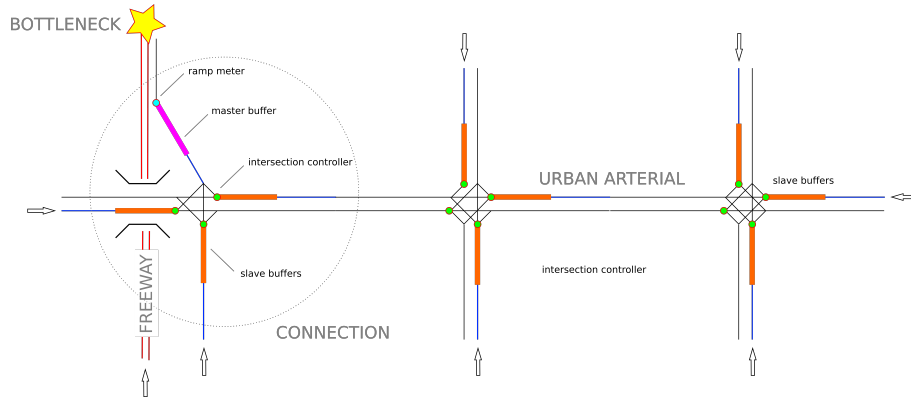 BOTTLENECK
ramp meter
master buffer
intersection controller
URBAN ARTERIAL
slave buffers
slave buffers
intersection controller
FREEWAY
CONNECTION